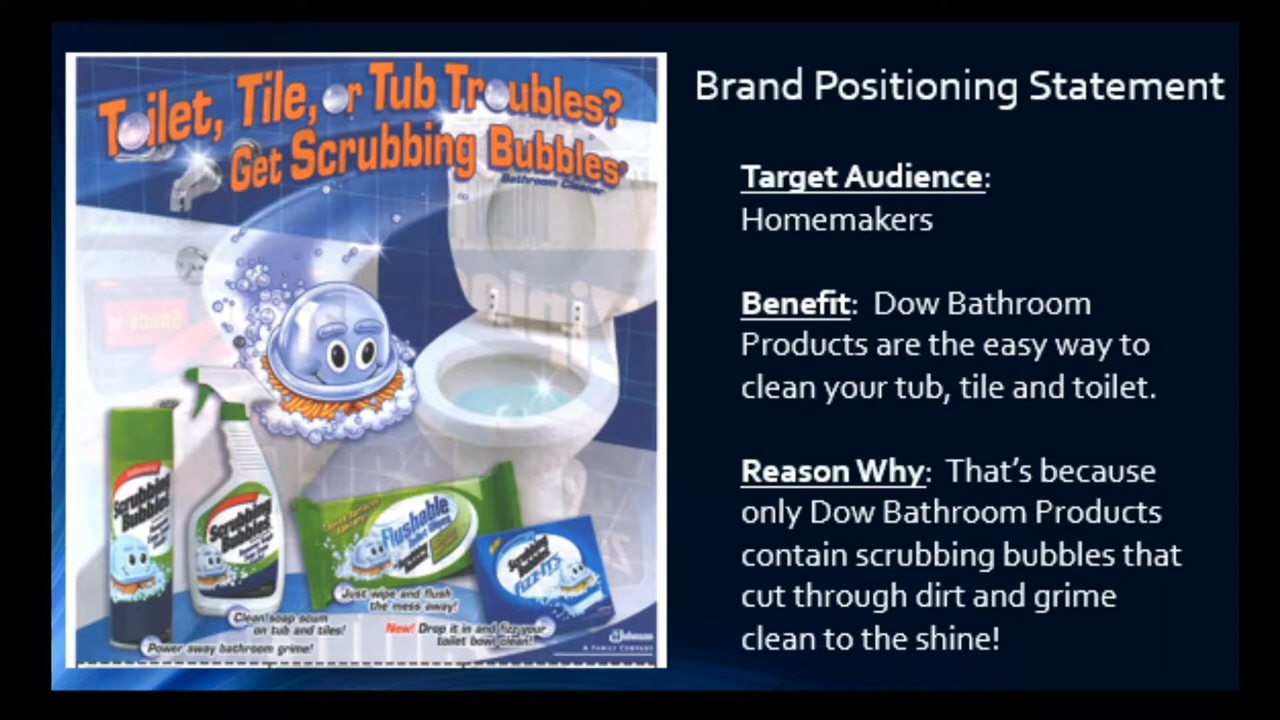 Toilet, Tile, or Tub Troubles?
Get Scrubbing Bubbles®
Bathroom Cleaner
Scrubbing
Bubbles
Scrubbing
Bubbles
Flushable
Scrubbing
Bubbles
fizz-its
Just wipe and flush
the mess away!
Clean soap scum
on tub and tiles!
New! Drop it in and fizz your
toilet bowl clean!
Power away bathroom grime!
Johnson
A FAMILY COMPANY
Brand Positioning Statement
Target Audience:
Homemakers
Benefit: Dow Bathroom
Products are the easy way to
clean your tub, tile and toilet.
Reason Why: That's because
only Dow Bathroom Products
contain scrubbing bubbles that
cut through dirt and grime
clean to the shine!